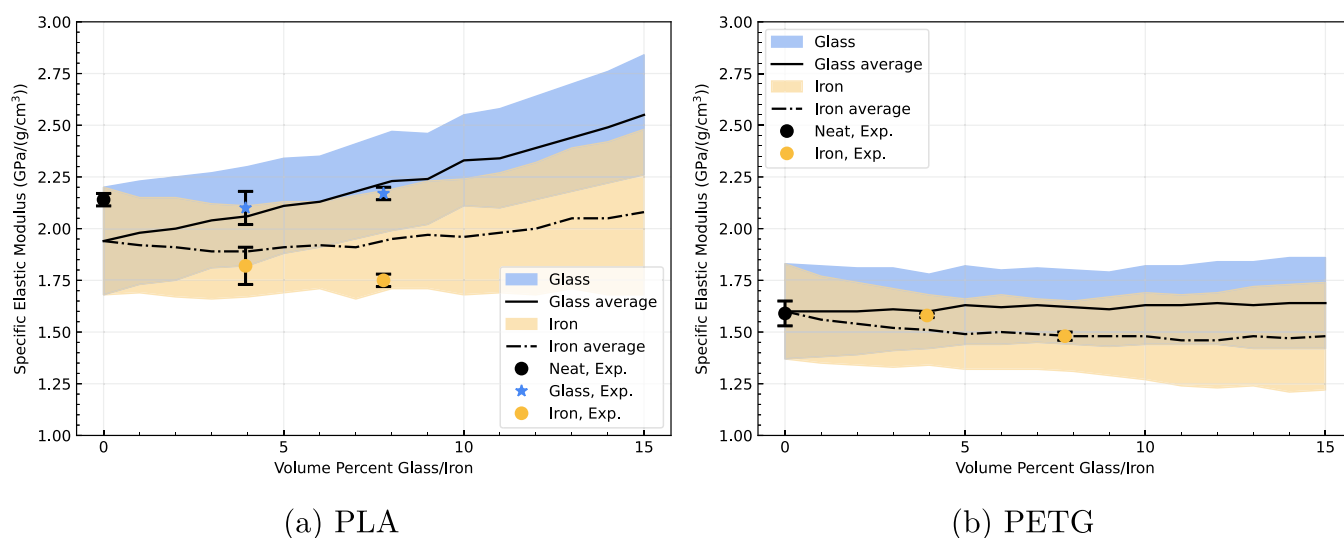 3.00
2.75
2.50
2.25
2.00
1.75
1.50
1.25
1.00
Specific Elastic Modulus (GPa/(g/cm³))
0
5
10
15
Volume Percent Glass/Iron
Glass
Glass average
Iron
Iron average
Neat, Exp.
Glass, Exp.
Iron, Exp.
(a) PLA
3.00
2.75
2.50
2.25
2.00
1.75
1.50
1.25
1.00
Specific Elastic Modulus (GPa/(g/cm³))
Glass
Glass average
Iron
Iron average
Neat, Exp.
Iron, Exp.
0
5
10
15
Volume Percent Glass/Iron
(b) PETG